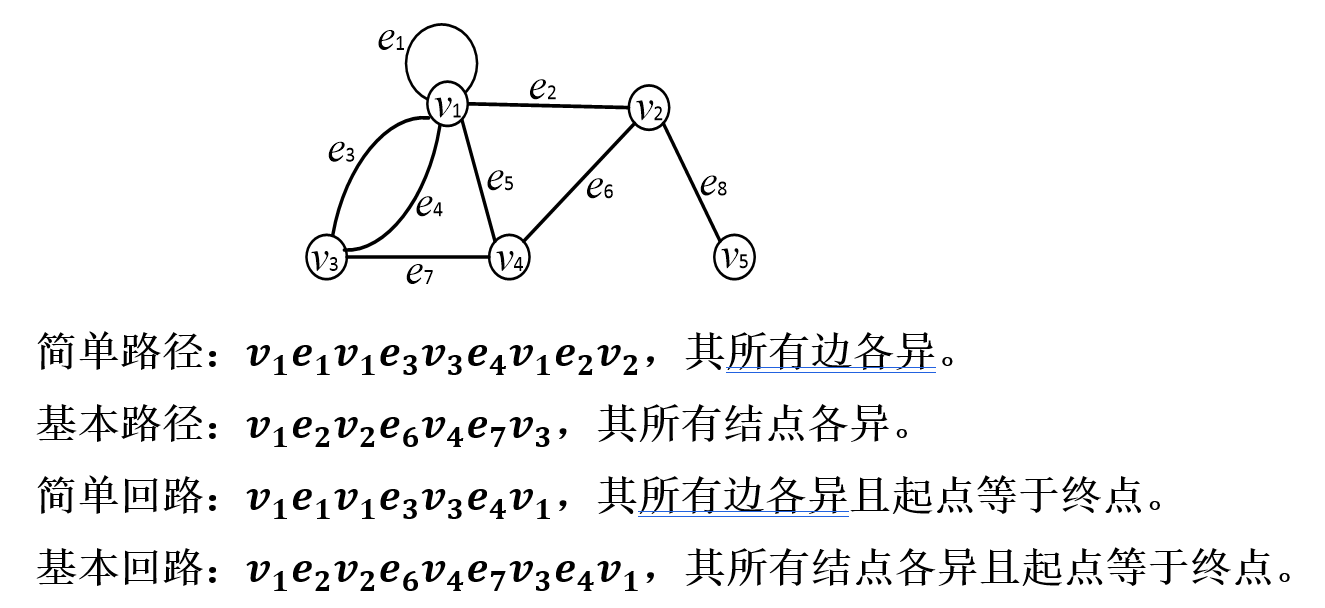 e₁
v₁ e₂ v₂
e₃ e₄ e₅ e₆ e₈
v₃ e₇ v₄ v₅
简单路径：v₁e₁v₁e₃v₃e₄v₁e₂v₂，其所有边各异。
基本路径：v₁e₂v₂e₆v₄e₇v₃，其所有结点各异。
简单回路：v₁e₁v₁e₃v₃e₄v₁，其所有边各异且起点等于终点。
基本回路：v₁e₂v₂e₆v₄e₇v₃e₄v₁，其所有结点各异且起点等于终点。